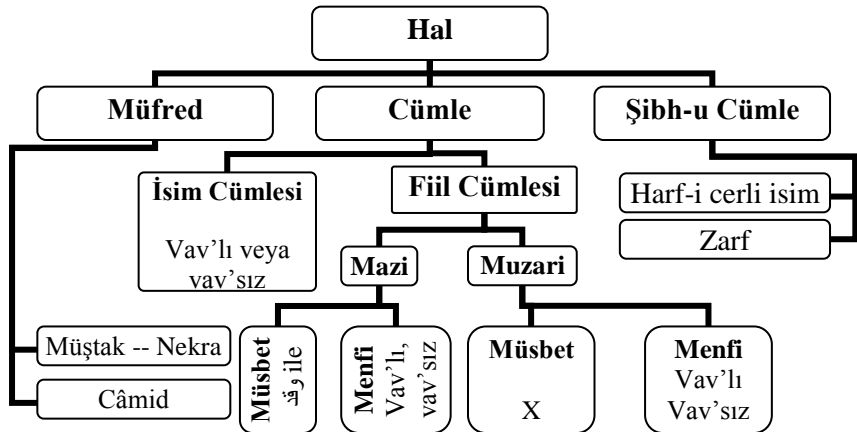 Hal
Müfred
Cümle
Şibh-u Cümle
İsim Cümlesi
Vav’lı veya
vav’sız
Fiil Cümlesi
Harf-i cerli isim
Zarf
Mazi
Muzari
Müştak -- Nekra
Câmid
Müsbet
وقد ile
Menfi
Vav’lı,
vav’sız
Müsbet
X
Menfi
Vav’lı
Vav’sız